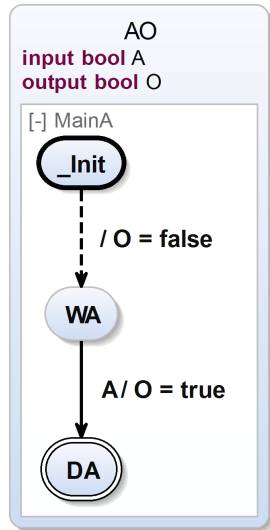 AO
input bool A
output bool O
[-] MainA
_Init
/ O = false
WA
A / O = true
DA